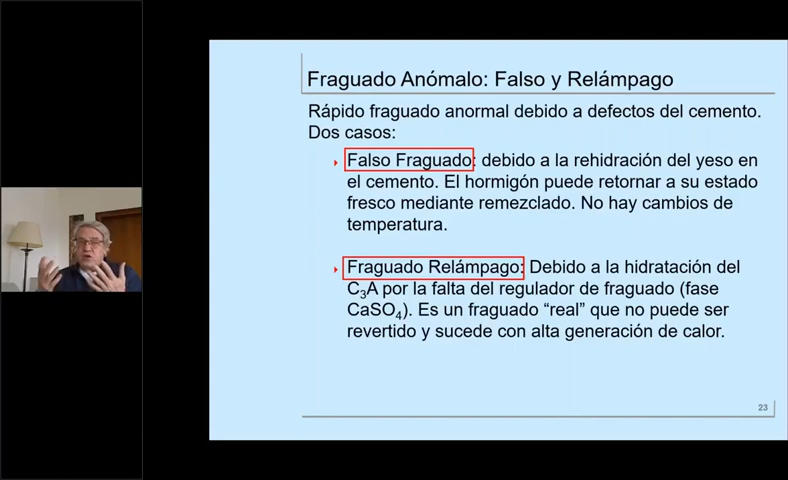 Fraguado Anómalo: Falso y Relámpago
Rápido fraguado anormal debido a defectos del cemento.
Dos casos:
Falso Fraguado: debido a la rehidración del yeso en
el cemento. El hormigón puede retornar a su estado
fresco mediante remezclado. No hay cambios de
temperatura.
Fraguado Relámpago: Debido a la hidratación del
C₃A por la falta del regulador de fraguado (fase
CaSO₄). Es un fraguado “real” que no puede ser
revertido y sucede con alta generación de calor.
23